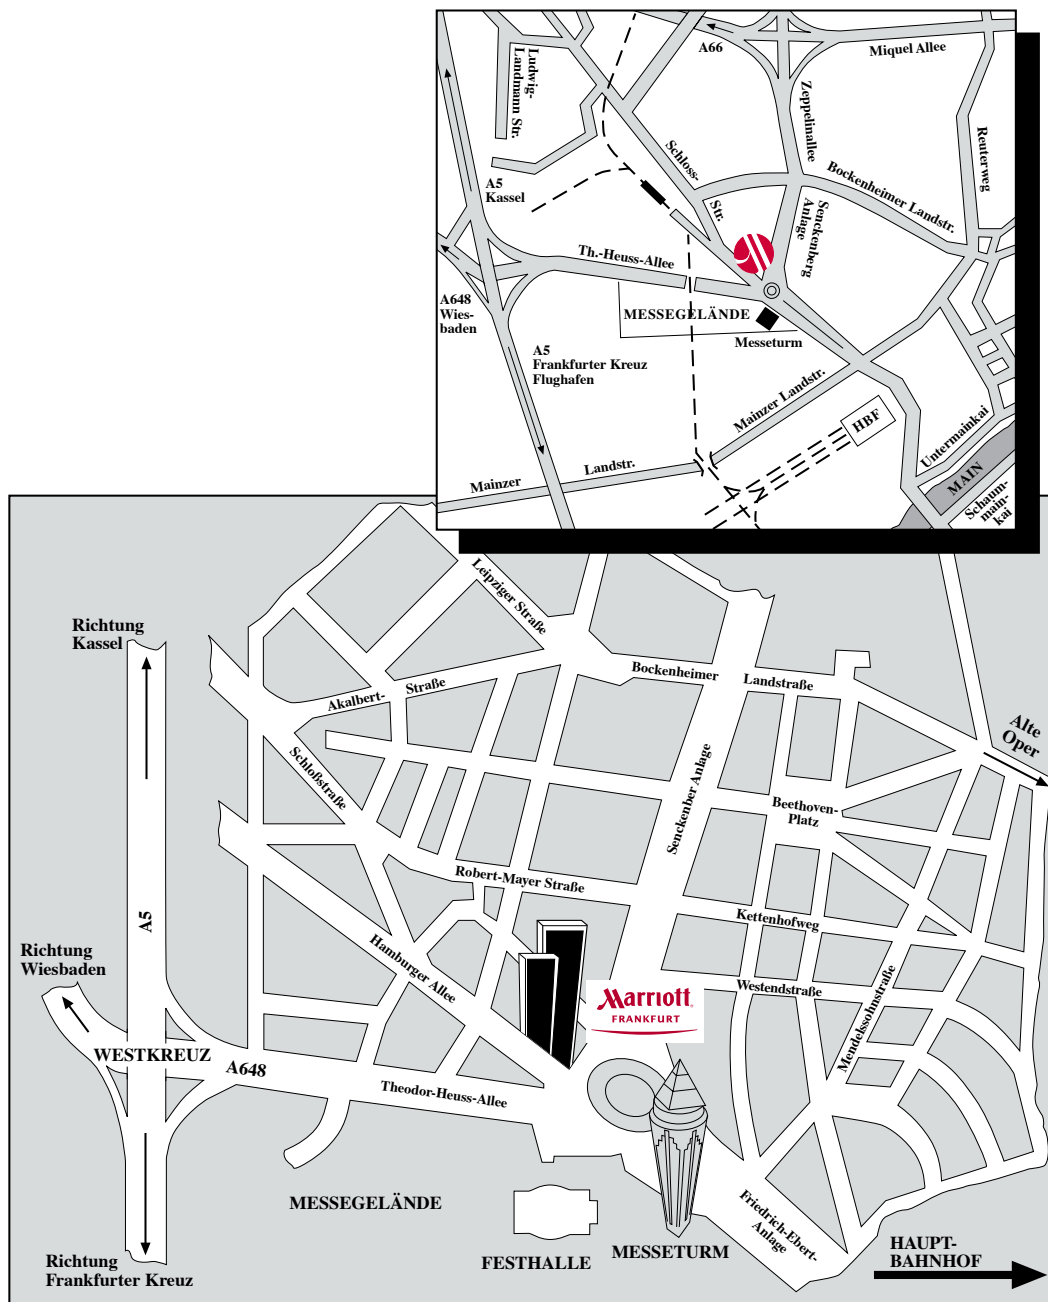 A66
Miquel Allee
Ludwig-
Landmann Str.
Zeppelinallee
Reuterweg
Schloss-
Str.
Bockenheimer Landstr.
A5
Kassel
Senckenberg
Anlage
Th.-Heuss-Allee
A648
Wies-
baden
MESSEGELÄNDE
Messeturm
A5
Frankfurter Kreuz
Flughafen
Mainzer Landstr.
HBF
Untermainkai
Mainzer
Landstr.
MAIN
Schaum-
main-
kai
Leipziger Straße
Richtung
Kassel
Bockenheimer
Landstraße
Akalbert-
Straße
Alte
Oper
Schloßstraße
Senckenber Anlage
Beethoven-
Platz
Robert-Mayer Straße
A5
Kettenhofweg
Richtung
Wiesbaden
Hamburger Allee
Marriott
FRANKFURT
Westendstraße
Mendelssohnstraße
WESTKREUZ
A648
Theodor-Heuss-Allee
MESSEGELÄNDE
Friedrich-Ebert-
Anlage
FESTHALLE
MESSETURM
HAUPT-
BAHNHOF
Richtung
Frankfurter Kreuz